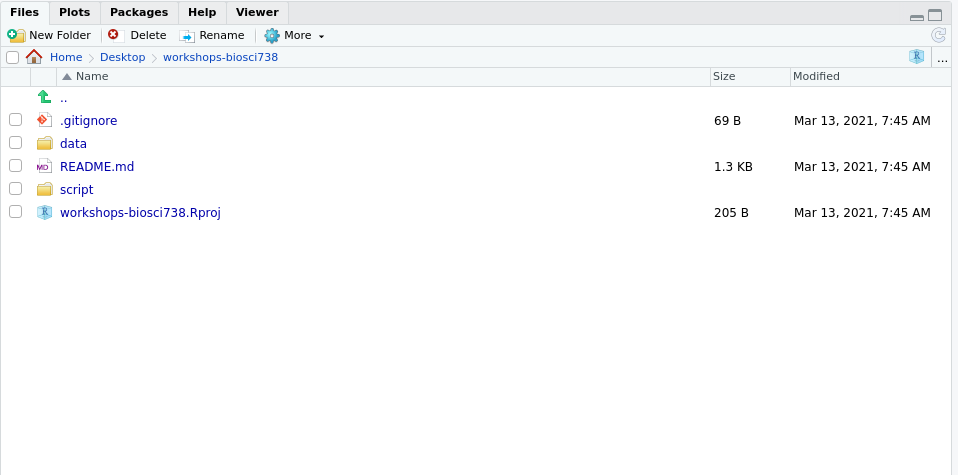 Files Plots Packages Help Viewer
New Folder Delete Rename More
Home Desktop workshops-biosci738 R ...
Name Size Modified
..
.gitignore 69 B Mar 13, 2021, 7:45 AM
data
MD README.md 1.3 KB Mar 13, 2021, 7:45 AM
script
R workshops-biosci738.Rproj 205 B Mar 13, 2021, 7:45 AM